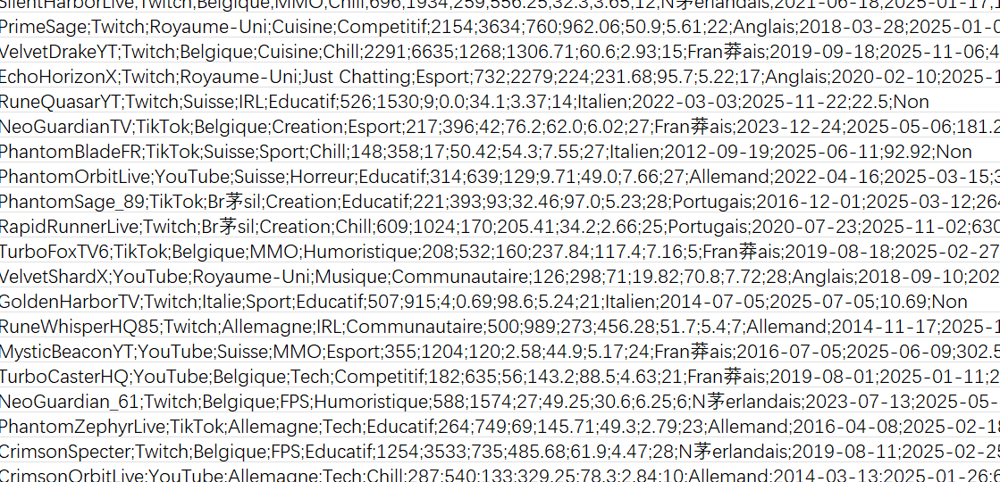 SilentHarborLive;Twitch;Belgique;MMO;Chill;696;1934;259;556.25;32.3;3.65;12;N茅erlandais;2021-06-18;2025-01-17;1
PrimeSage;Twitch;Royaume-Uni;Cuisine;Competitif;2154;3634;760;962.06;50.9;5.61;22;Anglais;2018-03-28;2025-01-0
VelvetDrakeYT;Twitch;Belgique;Cuisine;Chill;2291;6635;1268;1306.71;60.6;2.93;15;Fran莽ais;2019-09-18;2025-11-06;4
EchoHorizonX;Twitch;Royaume-Uni;Just Chatting;Esport;732;2279;224;231.68;95.7;5.22;17;Anglais;2020-02-10;2025-1
RuneQuasarYT;Twitch;Suisse;IRL;Educatif;526;1530;9;0.0;34.1;3.37;14;Italien;2022-03-03;2025-11-22;22.5;Non
NeoGuardianTV;TikTok;Belgique;Creation;Esport;217;396;42;76.2;62.0;6.02;27;Fran莽ais;2023-12-24;2025-05-06;181.2
PhantomBladeFR;TikTok;Suisse;Sport;Chill;148;358;17;50.42;54.3;7.55;27;Italien;2012-09-19;2025-06-11;92.92;Non
PhantomOrbitLive;YouTube;Suisse;Horreur;Educatif;314;639;129;9.71;49.0;7.66;27;Allemand;2022-04-16;2025-03-15;3
PhantomSage_89;TikTok;Br茅sil;Creation;Educatif;221;393;93;32.46;97.0;5.23;28;Portugais;2016-12-01;2025-03-12;264
RapidRunnerLive;Twitch;Br茅sil;Creation;Chill;609;1024;170;205.41;34.2;2.66;25;Portugais;2020-07-23;2025-11-02;630
TurboFoxTV6;TikTok;Belgique;MMO;Humoristique;208;532;160;237.84;117.4;7.16;5;Fran莽ais;2019-08-18;2025-02-27
VelvetShardX;YouTube;Royaume-Uni;Musique;Communautaire;126;298;71;19.82;70.8;7.72;28;Anglais;2018-09-10;202
GoldenHarborTV;Twitch;Italie;Sport;Educatif;507;915;4;0.69;98.6;5.24;21;Italien;2014-07-05;2025-07-05;10.69;Non
RuneWhisperHQ85;Twitch;Allemagne;IRL;Communautaire;500;989;273;456.28;51.7;5.4;7;Allemand;2014-11-17;2025-1
MysticBeaconYT;YouTube;Suisse;MMO;Esport;355;1204;120;2.58;44.9;5.17;24;Fran莽ais;2016-07-05;2025-06-09;302.5
TurboCasterHQ;YouTube;Belgique;Tech;Competitif;182;635;56;143.2;88.5;4.63;21;Fran莽ais;2019-08-01;2025-01-11;2
NeoGuardian_61;Twitch;Belgique;FPS;Humoristique;588;1574;27;49.25;30.6;6.25;6;N茅erlandais;2023-07-13;2025-05-
PhantomZephyrLive;TikTok;Allemagne;Tech;Educatif;264;749;69;145.71;49.3;2.79;23;Allemand;2016-04-08;2025-02-18
CrimsonSpecter;Twitch;Belgique;FPS;Educatif;1254;3533;735;485.68;61.9;4.47;28;N茅erlandais;2019-08-11;2025-02-25
CrimsonOrbitLive;YouTube;Allemagne;Tech;Chill;287;540;133;329.25;78.3;2.84;10;Allemand;2014-03-13;2025-01-26;6